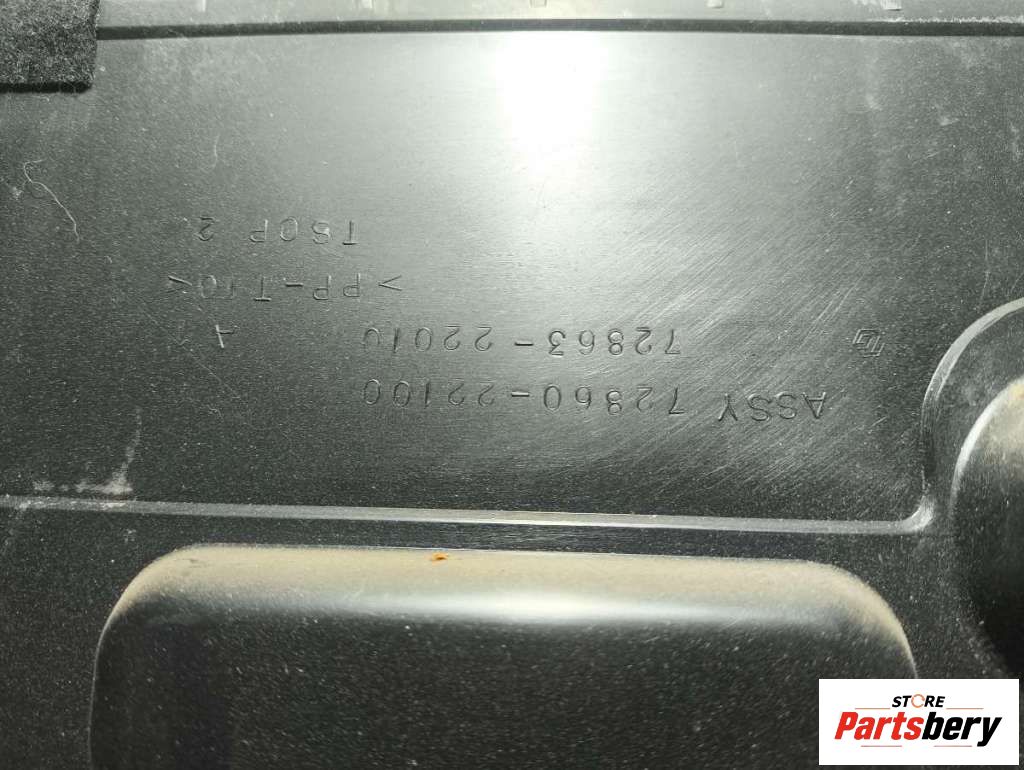 ASSY 72860-22100
72863-22010
>PP-T10<
TSOP 2
STORE
Partsbery